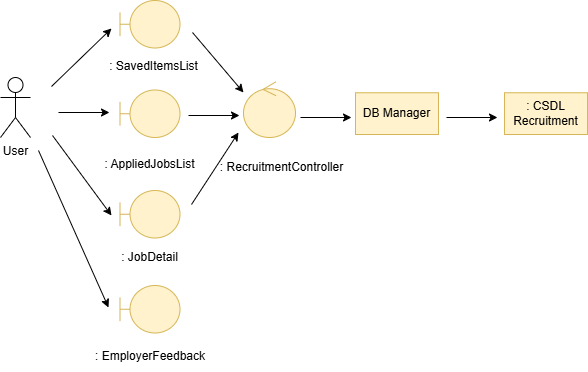 : SavedItemsList
User
: AppliedJobsList
: RecruitmentController
DB Manager
: CSDL
Recruitment
: JobDetail
: EmployerFeedback